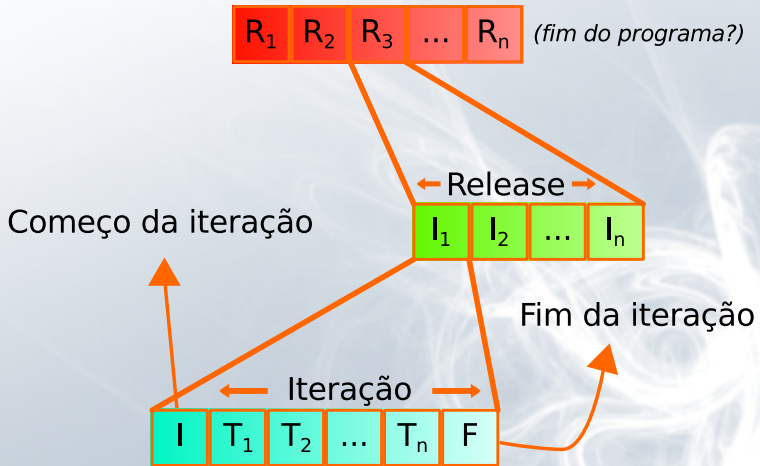 R₁ R₂ R₃ ... Rₙ (fim do programa?)
Release
Começo da iteração
I₁ I₂ ... Iₙ
Fim da iteração
Iteração
I T₁ T₂ ... Tₙ F